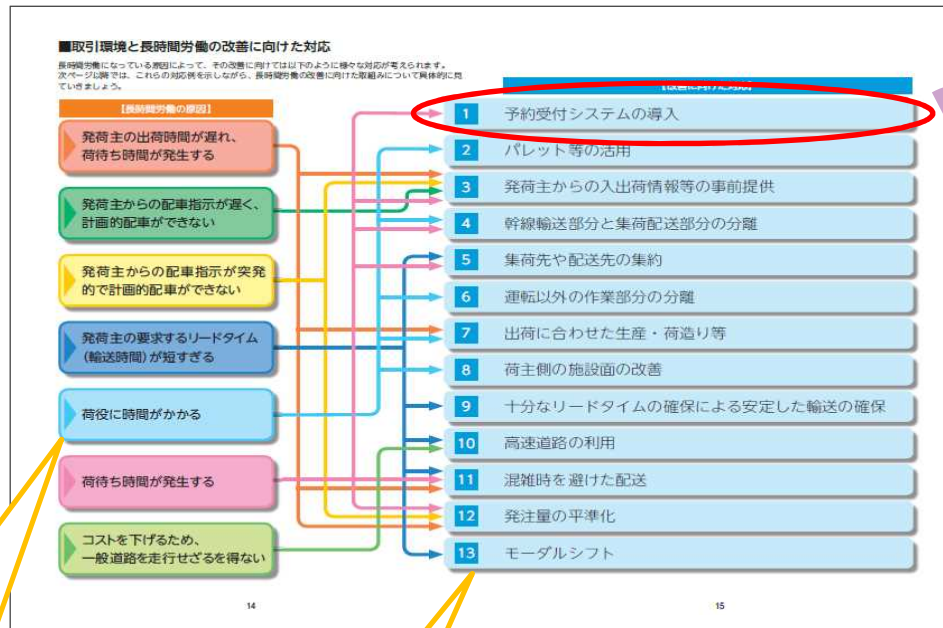 ■取引環境と長時間労働の改善に向けた対応
長時間労働になっている原因によって、その改善に向けては以下のように様々な対応が考えられます。
次ページ以降では、これらの対応例を示しながら、長時間労働の改善に向けた取組みについて具体的に見
ていきましょう。
【長時間労働の原因】
発荷主の出荷時間が遅れ、
荷待ち時間が発生する
発荷主からの配車指示が遅く、
計画的配車ができない
発荷主からの配車指示が突発
的で計画的配車ができない
発荷主の要求するリードタイム
(輸送時間)が短すぎる
荷役に時間がかかる
荷待ち時間が発生する
コストを下げるため、
一般道路を走行せざるを得ない
14
【改善に向けた対応】
1 予約受付システムの導入
2 パレット等の活用
3 発荷主からの入出荷情報等の事前提供
4 幹線輸送部分と集荷配送部分の分離
5 集荷先や配送先の集約
6 運転以外の作業部分の分離
7 出荷に合わせた生産・荷造り等
8 荷主側の施設面の改善
9 十分なリードタイムの確保による安定した輸送の確保
10 高速道路の利用
11 混雑時を避けた配送
12 発注量の平準化
13 モーダルシフト
15